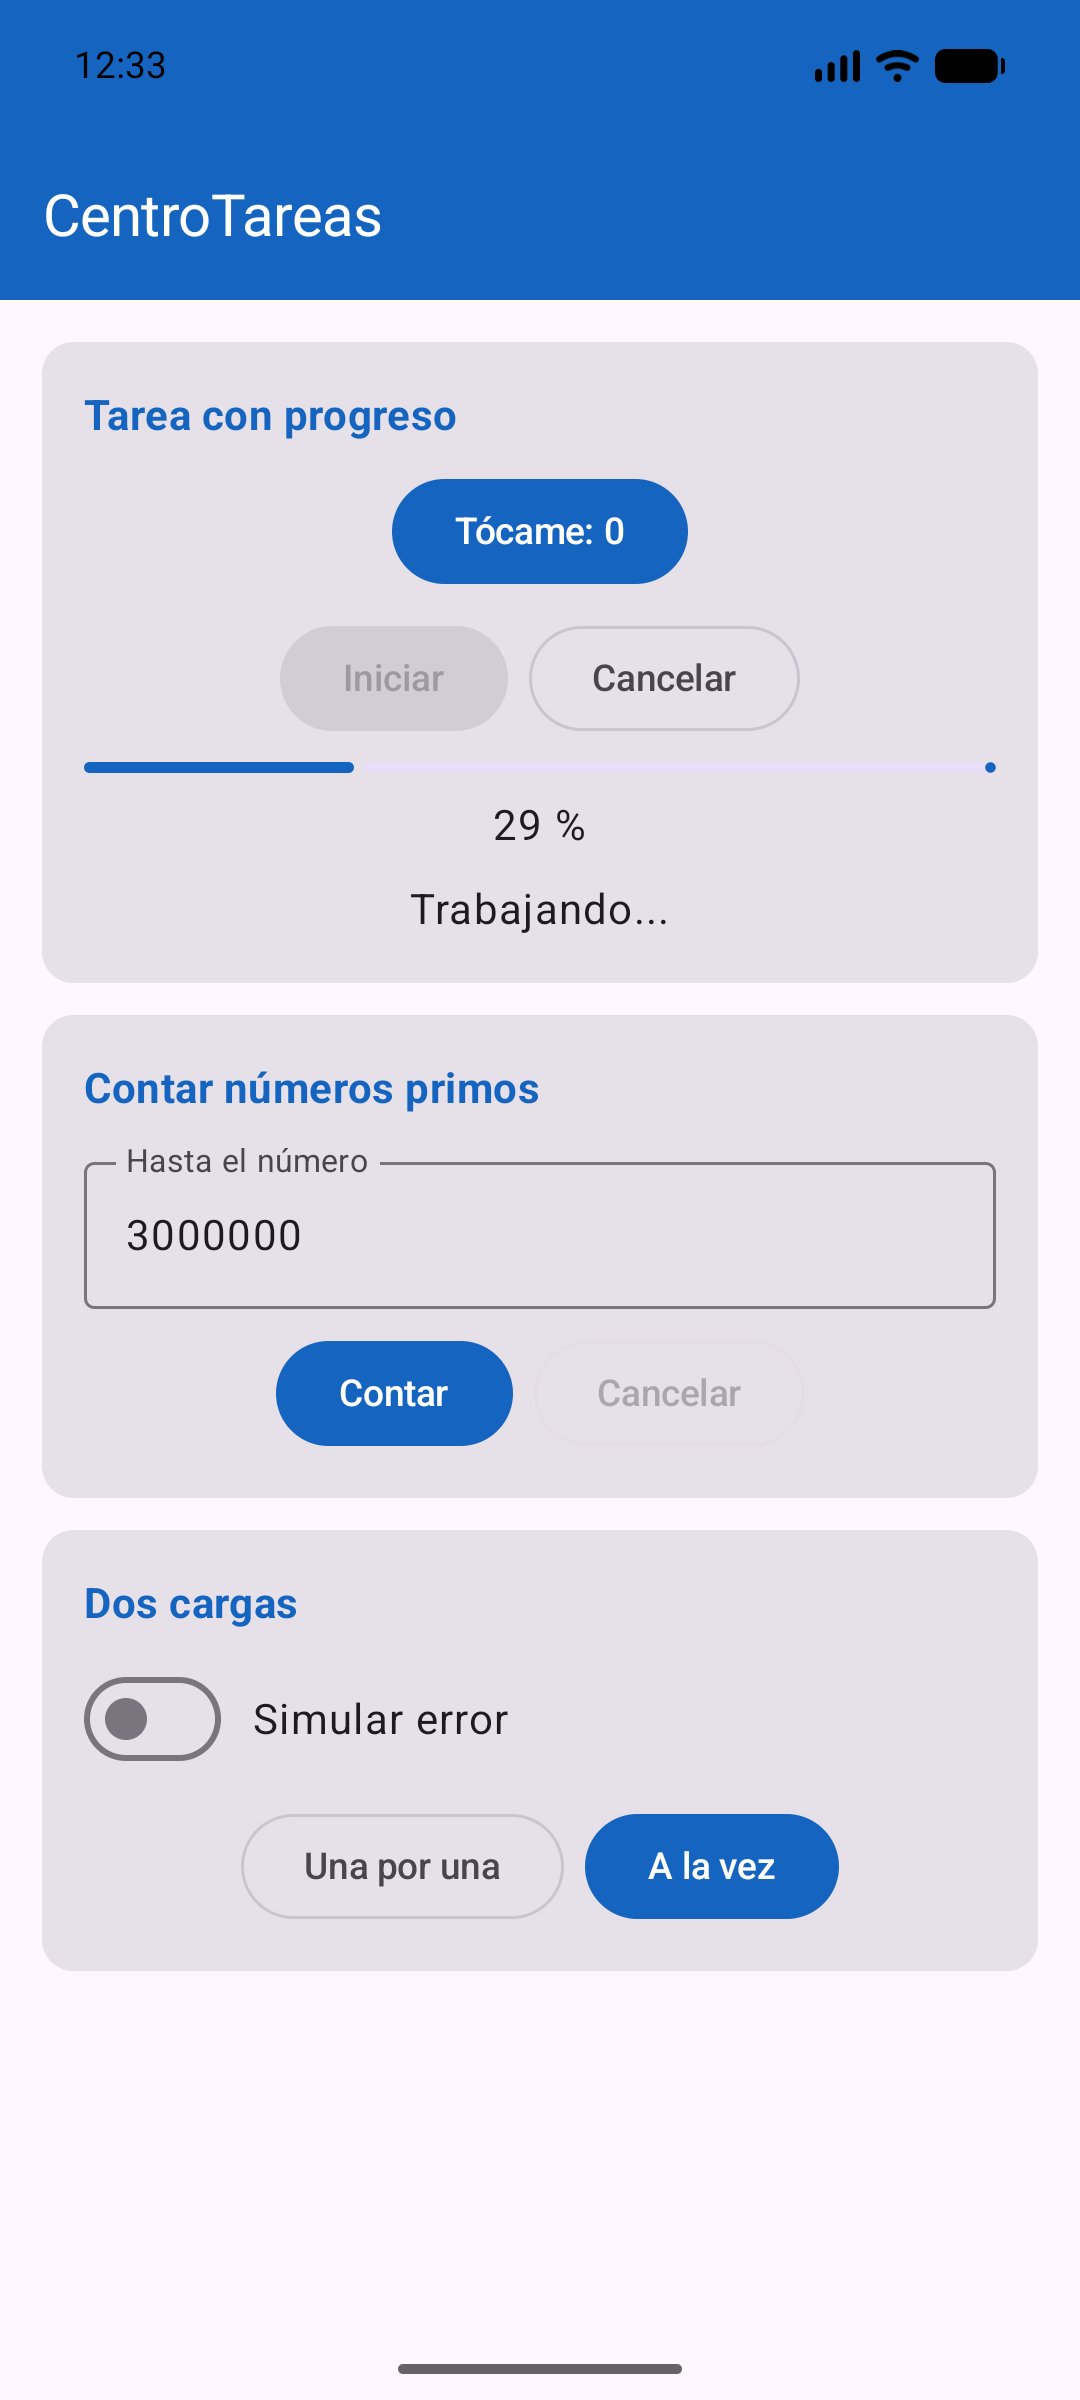 12:33
CentroTareas
Tarea con progreso
Tócame: 0
Iniciar
Cancelar
29 %
Trabajando...
Contar números primos
Hasta el número
3000000
Contar
Cancelar
Dos cargas
Simular error
Una por una
A la vez